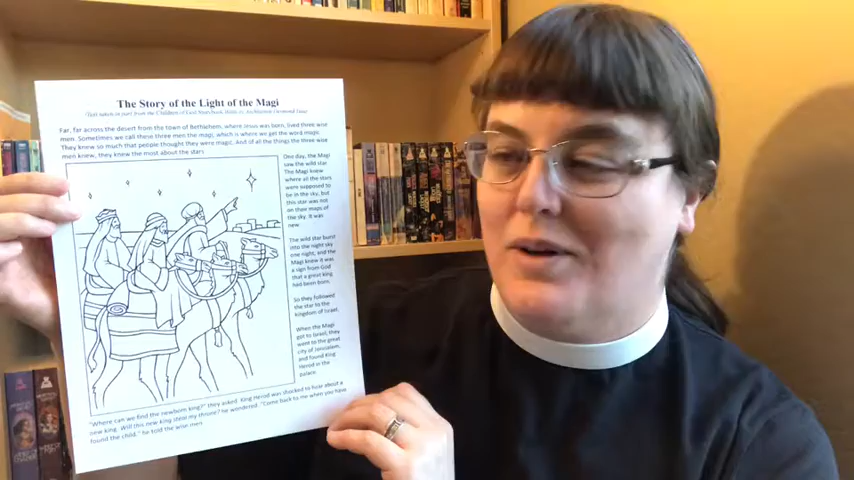 The Story of the Light of the Magi
Far, far across the desert from the town of Bethlehem, where Jesus was born, lived three wise
men. Sometimes we call these three men the magi, which is where we get the word magic.
They knew so much that people thought they were magic. And of all the things the three wise
men knew, they knew the most about the stars.
One day, the Magi
saw the wild star.
The Magi knew
where all the stars
were supposed to
be in the sky, but
this star was not
on their maps of
the sky. It was
new.
The wild star burst
into the night sky
one night, and the
Magi knew it was
a sign from God
that a great king
had been born.
So they followed
the star to the
kingdom of Israel.
When the Magi
got to Israel, they
went to the great
city of Jerusalem,
and found King
Herod in the
palace.
"Where can we find the newborn king?" they asked. King Herod was shocked to hear about a
new king. Will this new king steal my throne? he wondered. "Come back to me when you have
found the child," he told the wise men.